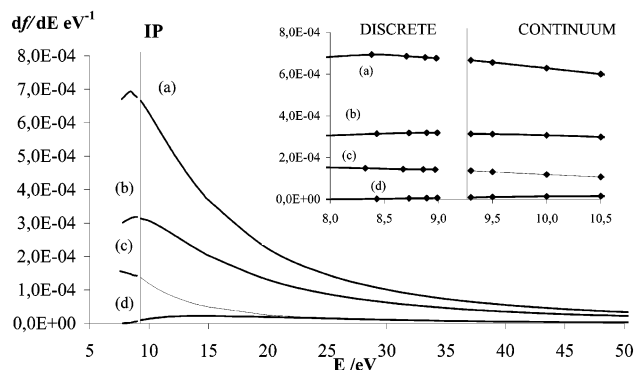 df/dE eV⁻¹
IP
8,0E-04
7,0E-04
6,0E-04
5,0E-04
4,0E-04
3,0E-04
2,0E-04
1,0E-04
0,0E+00
(a)
(b)
(c)
(d)
5 10 15 20 25 30 35 40 45 50
E /eV
DISCRETE CONTINUUM
8,0E-04
6,0E-04
4,0E-04
2,0E-04
0,0E+00
(a)
(b)
(c)
(d)
8,0 8,5 9,0 9,5 10,0 10,5